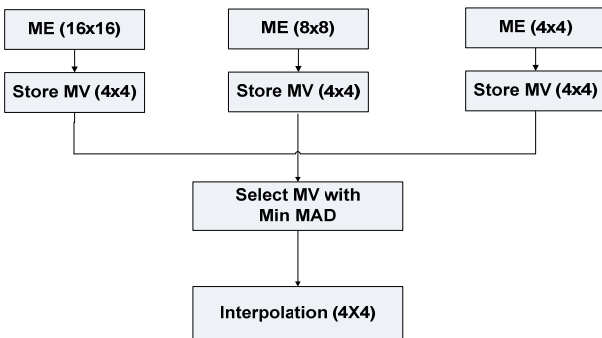 ME (16x16)
ME (8x8)
ME (4x4)
Store MV (4x4)
Store MV (4x4)
Store MV (4x4)
Select MV with
Min MAD
Interpolation (4X4)